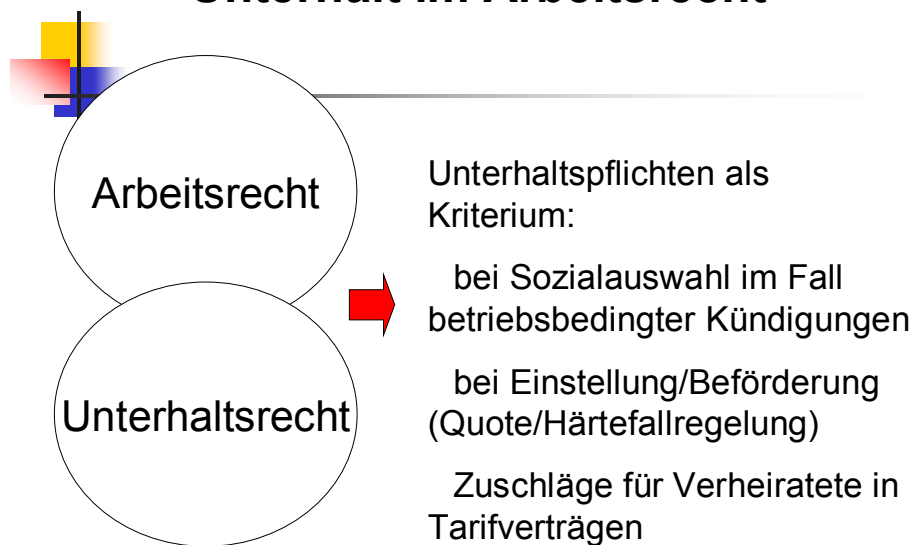 Unterhalt im Arbeitsrecht
Arbeitsrecht
Unterhaltsrecht
Unterhaltspflichten als
Kriterium:
bei Sozialauswahl im Fall
betriebsbedingter Kündigungen
bei Einstellung/Beförderung
(Quote/Härtefallregelung)
Zuschläge für Verheiratete in
Tarifverträgen